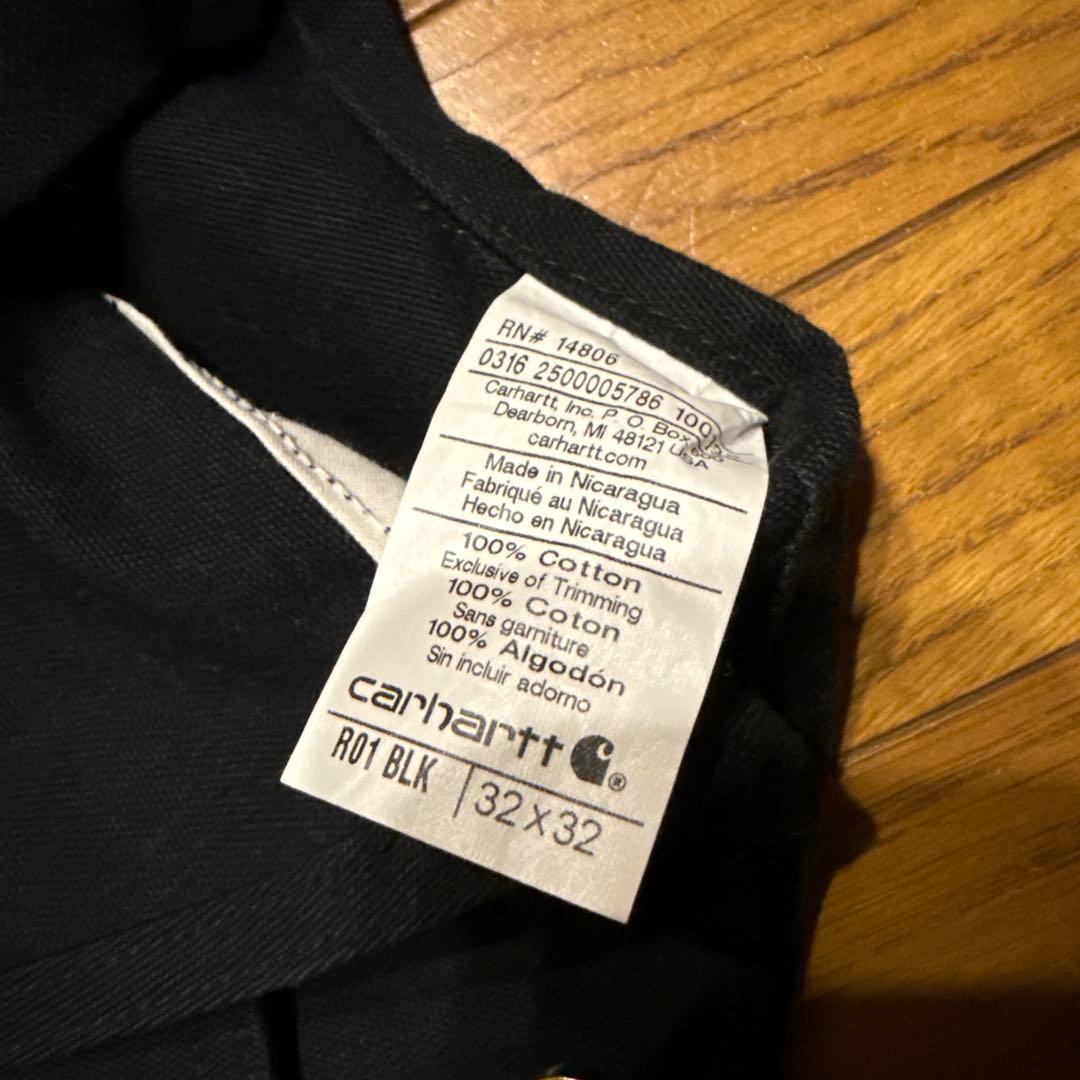 RN# 14806
0316 2500005786 100
Carhartt, Inc. P. O. Box
Dearborn, MI 48121 USA
carhartt.com
Made in Nicaragua
Fabriqué au Nicaragua
Hecho en Nicaragua
100% Cotton
Exclusive of Trimming
100% Coton
Sans garniture
100% Algodón
Sin incluir adorno
carhartt ®
R01 BLK 32 x 32